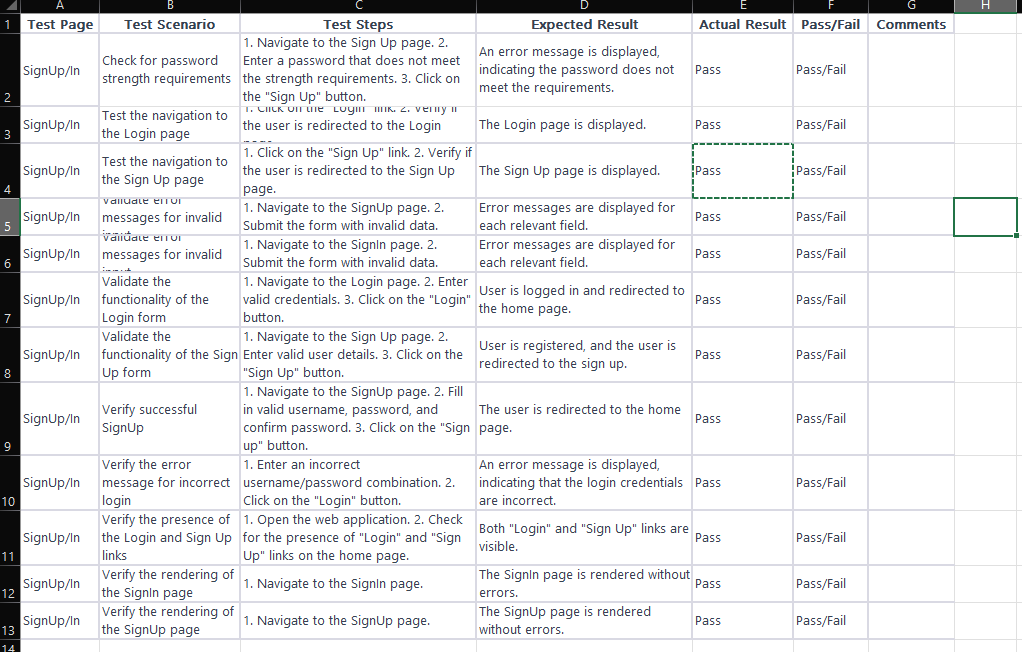 A B C D E F G H
1 Test Page Test Scenario Test Steps Expected Result Actual Result Pass/Fail Comments
2
SignUp/In
Check for password
strength requirements
1. Navigate to the Sign Up page. 2.
Enter a password that does not meet
the strength requirements. 3. Click on
the "Sign Up" button.
An error message is displayed,
indicating the password does not
meet the requirements.
Pass
Pass/Fail
3
SignUp/In
Test the navigation to
the Login page
1. Click on the "Login" link. 2. Verify if
the user is redirected to the Login
The Login page is displayed.
Pass
Pass/Fail
4
SignUp/In
Test the navigation to
the Sign Up page
1. Click on the "Sign Up" link. 2. Verify if
the user is redirected to the Sign Up
page.
The Sign Up page is displayed.
Pass
Pass/Fail
5
SignUp/In
Validate error
messages for invalid
1. Navigate to the SignUp page. 2.
Submit the form with invalid data.
Error messages are displayed for
each relevant field.
Pass
Pass/Fail
6
SignUp/In
Validate error
messages for invalid
1. Navigate to the SignIn page. 2.
Submit the form with invalid data.
Error messages are displayed for
each relevant field.
Pass
Pass/Fail
7
SignUp/In
Validate the
functionality of the
Login form
1. Navigate to the Login page. 2. Enter
valid credentials. 3. Click on the "Login"
button.
User is logged in and redirected to
the home page.
Pass
Pass/Fail
8
SignUp/In
Validate the
functionality of the Sign
Up form
1. Navigate to the Sign Up page. 2.
Enter valid user details. 3. Click on the
"Sign Up" button.
User is registered, and the user is
redirected to the sign up.
Pass
Pass/Fail
9
SignUp/In
Verify successful
SignUp
1. Navigate to the SignUp page. 2. Fill
in valid username, password, and
confirm password. 3. Click on the "Sign
up" button.
The user is redirected to the home
page.
Pass
Pass/Fail
10
SignUp/In
Verify the error
message for incorrect
login
1. Enter an incorrect
username/password combination. 2.
Click on the "Login" button.
An error message is displayed,
indicating that the login credentials
are incorrect.
Pass
Pass/Fail
11
SignUp/In
Verify the presence of
the Login and Sign Up
links
1. Open the web application. 2. Check
for the presence of "Login" and "Sign
Up" links on the home page.
Both "Login" and "Sign Up" links are
visible.
Pass
Pass/Fail
12
SignUp/In
Verify the rendering of
the SignIn page
1. Navigate to the SignIn page.
The SignIn page is rendered without
errors.
Pass
Pass/Fail
13
SignUp/In
Verify the rendering of
the SignUp page
1. Navigate to the SignUp page.
The SignUp page is rendered
without errors.
Pass
Pass/Fail
14